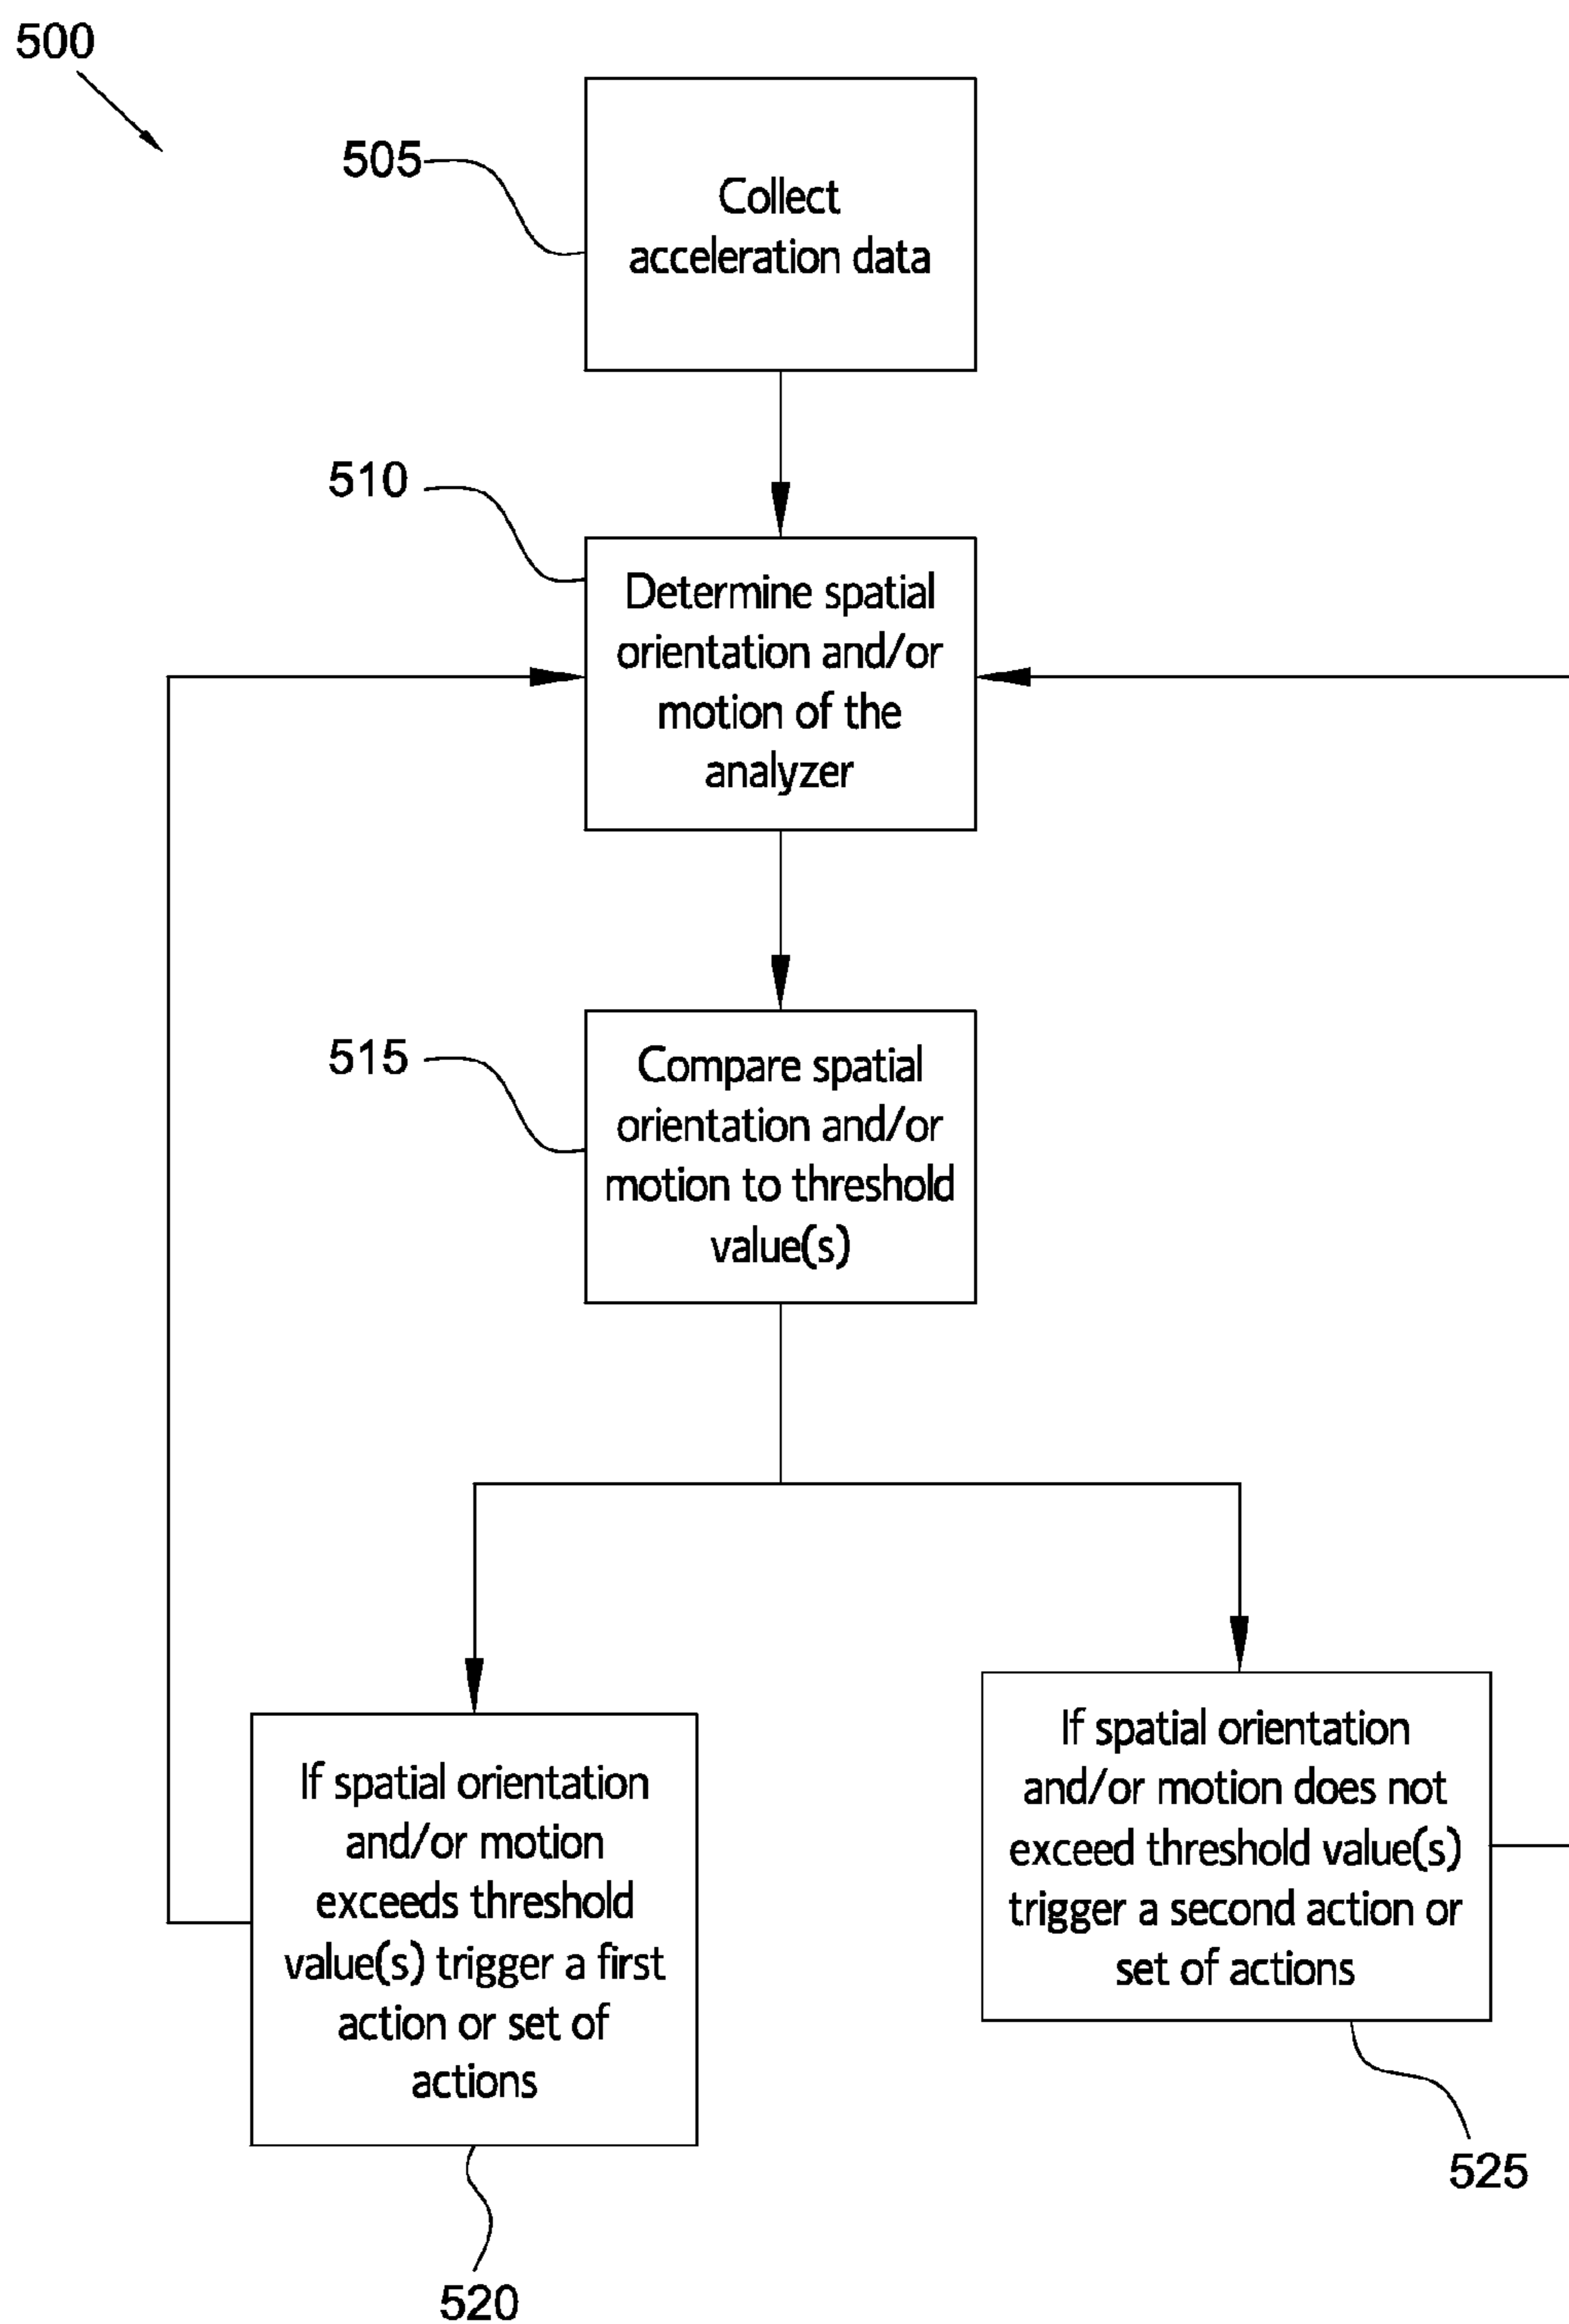 500
505
Collect
acceleration data
510
Determine spatial
orientation and/or
motion of the
analyzer
515
Compare spatial
orientation and/or
motion to threshold
value(s)
If spatial orientation
and/or motion
exceeds threshold
value(s) trigger a first
action or set of
actions
520
If spatial orientation
and/or motion does not
exceed threshold value(s)
trigger a second action or
set of actions
525